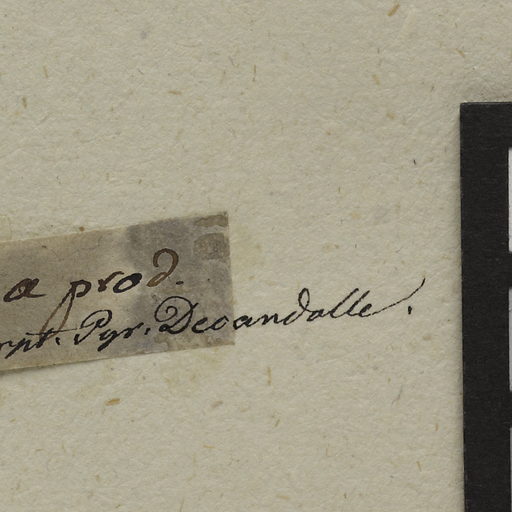 a prod.
rpt. Pyr. Decandolle.